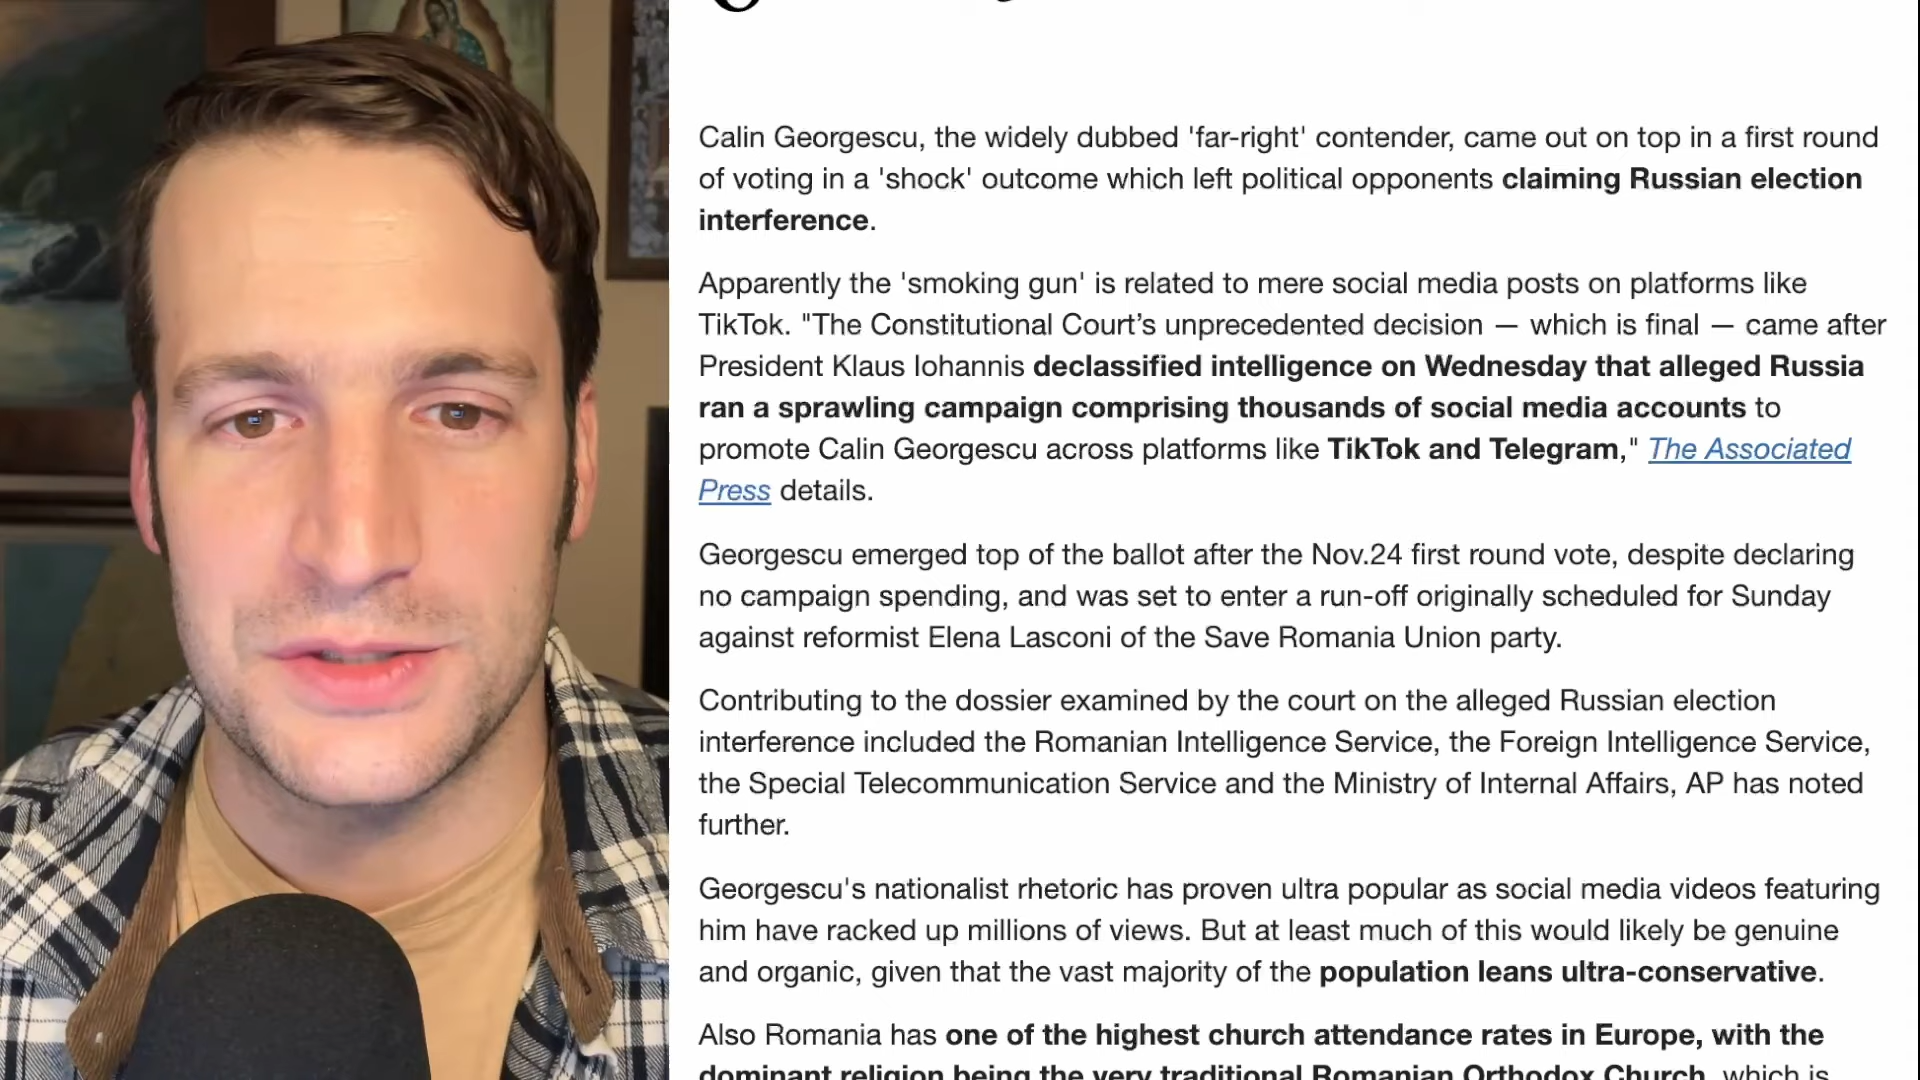 Calin Georgescu, the widely dubbed 'far-right' contender, came out on top in a first round
of voting in a 'shock' outcome which left political opponents claiming Russian election
interference.
Apparently the 'smoking gun' is related to mere social media posts on platforms like
TikTok. "The Constitutional Court’s unprecedented decision — which is final — came after
President Klaus Iohannis declassified intelligence on Wednesday that alleged Russia
ran a sprawling campaign comprising thousands of social media accounts to
promote Calin Georgescu across platforms like TikTok and Telegram," The Associated
Press details.
Georgescu emerged top of the ballot after the Nov.24 first round vote, despite declaring
no campaign spending, and was set to enter a run-off originally scheduled for Sunday
against reformist Elena Lasconi of the Save Romania Union party.
Contributing to the dossier examined by the court on the alleged Russian election
interference included the Romanian Intelligence Service, the Foreign Intelligence Service,
the Special Telecommunication Service and the Ministry of Internal Affairs, AP has noted
further.
Georgescu's nationalist rhetoric has proven ultra popular as social media videos featuring
him have racked up millions of views. But at least much of this would likely be genuine
and organic, given that the vast majority of the population leans ultra-conservative.
Also Romania has one of the highest church attendance rates in Europe, with the
dominant religion being the very traditional Romanian Orthodox Church, which is